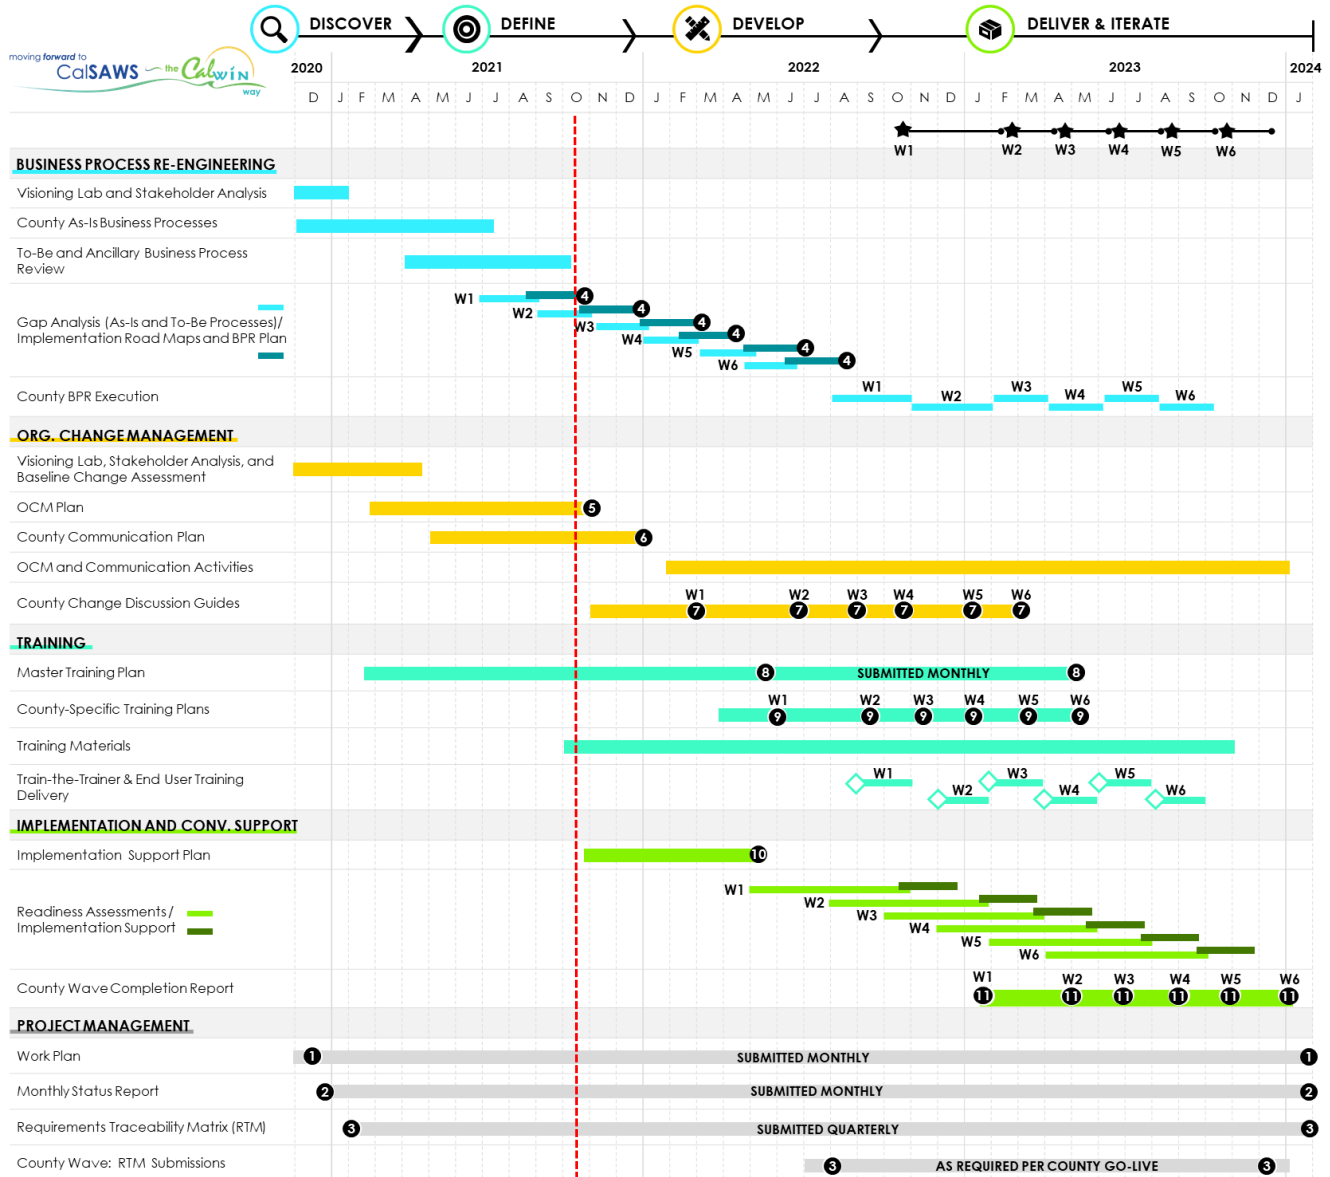 DISCOVER DEFINE DEVELOP DELIVER & ITERATE
moving forward to
CalSAWS the CalWIN
way
2020 2021 2022 2023 2024
D J F M A M J J A S O N D J F M A M J J A S O N D J F M A M J J A S O N D J
W1 W2 W3 W4 W5 W6
BUSINESS PROCESS RE-ENGINEERING
Visioning Lab and Stakeholder Analysis
County As-Is Business Processes
To-Be and Ancillary Business Process
Review
Gap Analysis (As-Is and To-Be Processes)/
Implementation Road Maps and BPR Plan
W1 4
W2 4
W3 4
W4 4
W5 4
W6 4
County BPR Execution
W1 W2 W3 W4 W5 W6
ORG. CHANGE MANAGEMENT
Visioning Lab, Stakeholder Analysis, and
Baseline Change Assessment
OCM Plan 5
County Communication Plan 6
OCM and Communication Activities
County Change Discussion Guides
W1 W2 W3 W4 W5 W6
7 7 7 7 7 7
TRAINING
Master Training Plan 8 SUBMITTED MONTHLY 8
County-Specific Training Plans
W1 W2 W3 W4 W5 W6
9 9 9 9 9 9
Training Materials
Train-the-Trainer & End User Training
Delivery
W1 W2 W3 W4 W5 W6
IMPLEMENTATION AND CONV. SUPPORT
Implementation Support Plan 10
Readiness Assessments/
Implementation Support
W1
W2
W3
W4
W5
W6
County Wave Completion Report
W1 W2 W3 W4 W5 W6
11 11 11 11 11 11
PROJECT MANAGEMENT
Work Plan 1 SUBMITTED MONTHLY 1
Monthly Status Report 2 SUBMITTED MONTHLY 2
Requirements Traceability Matrix (RTM) 3 SUBMITTED QUARTERLY 3
County Wave: RTM Submissions 3 AS REQUIRED PER COUNTY GO-LIVE 3